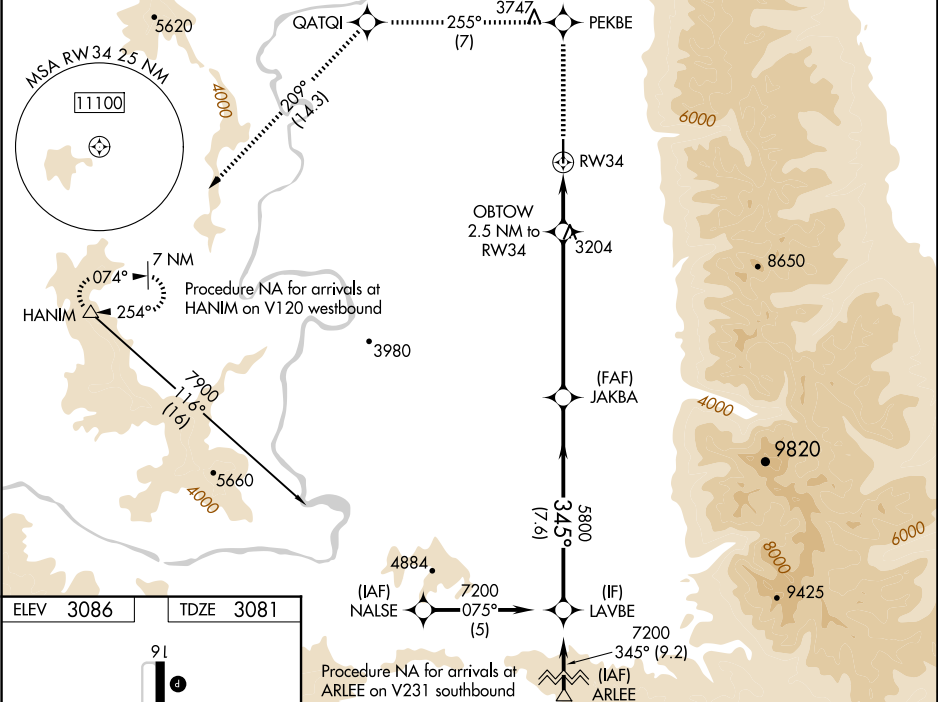 5620
QATQI
255°
(7)
3747
PEKBE
MSA RW34 25 NM
11100
4000
209°
(14.3)
6000
RW34
OBTOW
2.5 NM to
RW34
3204
8650
7 NM
074°
254°
HANIM
Procedure NA for arrivals at
HANIM on V120 westbound
3980
7900
116°
(16)
(FAF)
JAKBA
4000
9820
5660
4000
345°
5800
(7.6)
6000
8000
4884
(IAF)
NALSE
7200
075°
(5)
(IF)
LAVBE
9425
ELEV 3086
TDZE 3081
7200
345° (9.2)
16
P
Procedure NA for arrivals at
ARLEE on V231 southbound
(IAF)
ARLEE